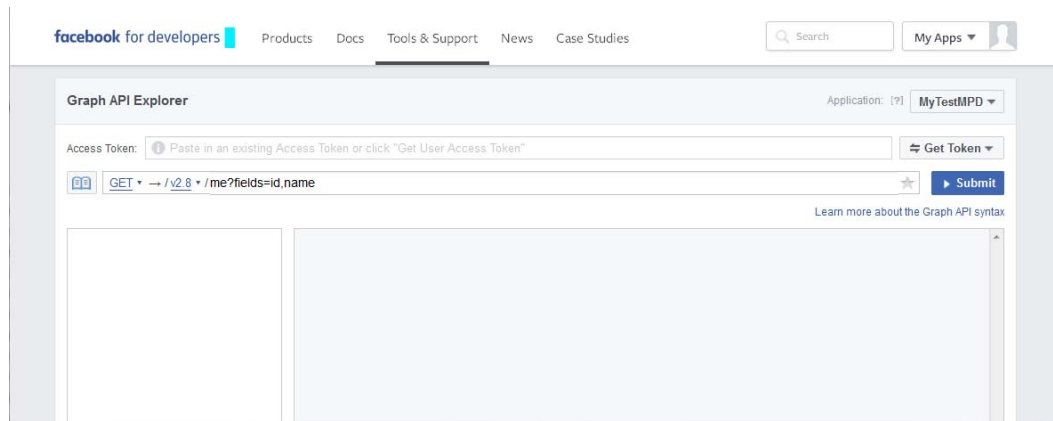 facebook for developers Products Docs Tools & Support News Case Studies Search My Apps
Graph API Explorer Application: [?] MyTestMPD
Access Token: Paste in an existing Access Token or click "Get User Access Token" Get Token
GET → / v2.8 / me?fields=id,name Submit
Learn more about the Graph API syntax